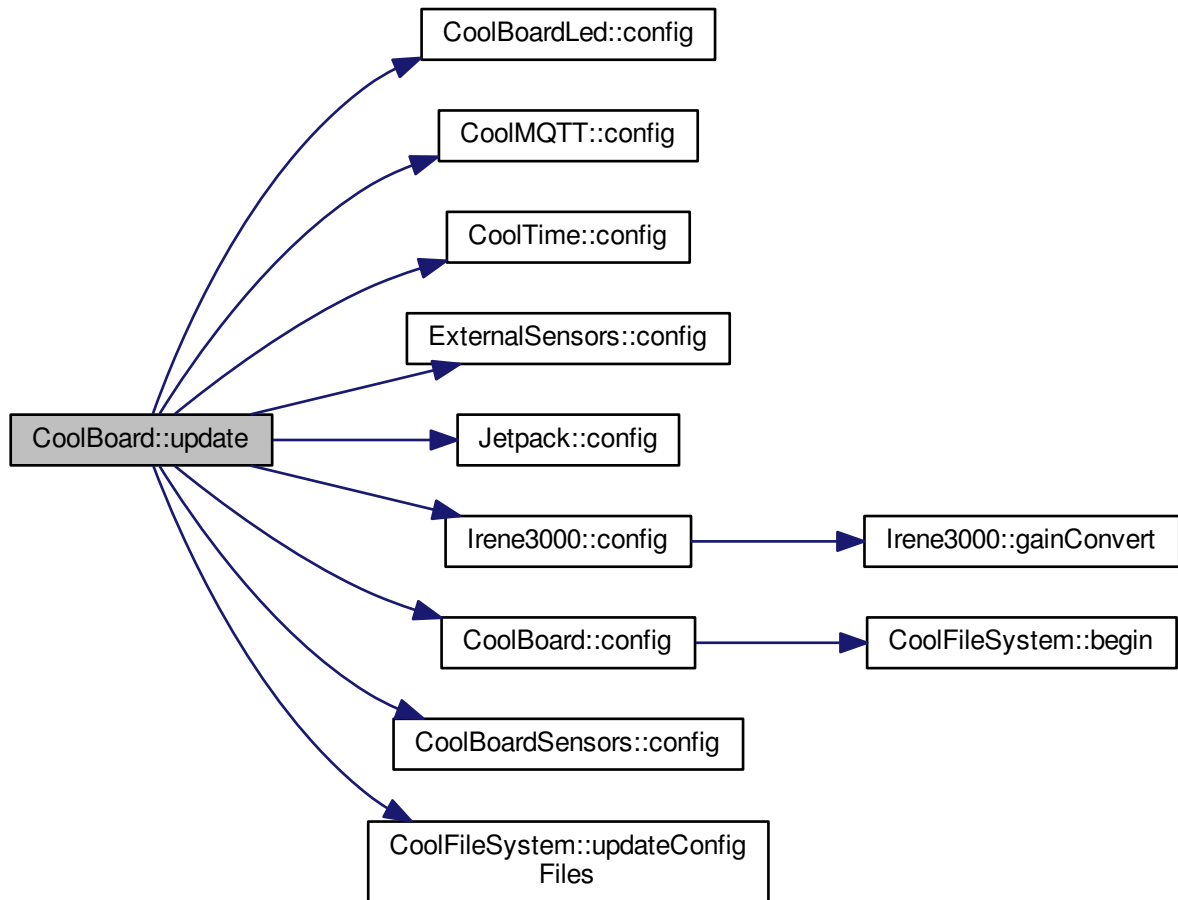 CoolBoardLed::config
CoolMQTT::config
CoolTime::config
ExternalSensors::config
CoolBoard::update
Jetpack::config
Irene3000::config
Irene3000::gainConvert
CoolBoard::config
CoolFileSystem::begin
CoolBoardSensors::config
CoolFileSystem::updateConfig
Files